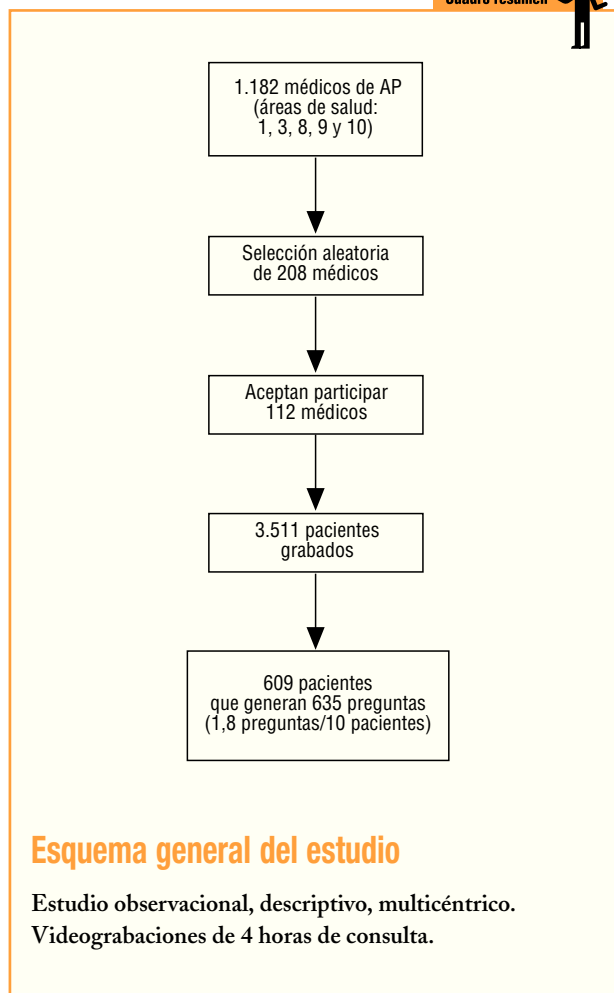 Cuadro resumen
1.182 médicos de AP
(áreas de salud:
1, 3, 8, 9 y 10)
Selección aleatoria
de 208 médicos
Aceptan participar
112 médicos
3.511 pacientes
grabados
609 pacientes
que generan 635 preguntas
(1,8 preguntas/10 pacientes)
Esquema general del estudio
Estudio observacional, descriptivo, multicéntrico.
Videograbaciones de 4 horas de consulta.